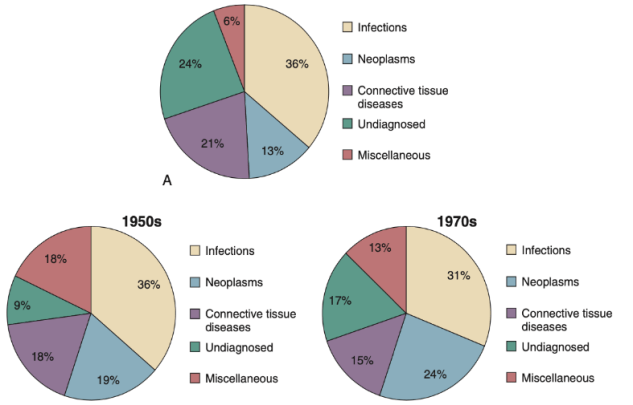 6%
36%
24%
21%
13%
Infections
Neoplasms
Connective tissue
diseases
Undiagnosed
Miscellaneous
A
1950s
18%
36%
9%
18%
19%
Infections
Neoplasms
Connective tissue
diseases
Undiagnosed
Miscellaneous
1970s
13%
31%
17%
15%
24%
Infections
Neoplasms
Connective tissue
diseases
Undiagnosed
Miscellaneous